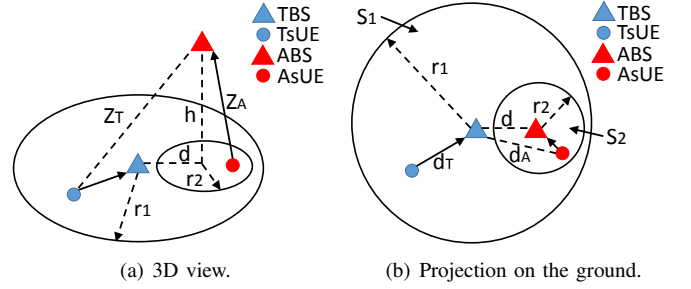 TBS
TsUE
ABS
AsUE
ZT
h
ZA
d
r2
r1
(a) 3D view.
S1
TBS
TsUE
ABS
AsUE
r1
d
r2
S2
dT
dA
(b) Projection on the ground.